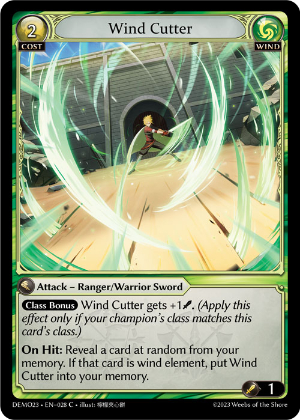 2
Wind Cutter
COST
WIND
Attack – Ranger/Warrior Sword
Class Bonus Wind Cutter gets +1. (Apply this
effect only if your champion's class matches
this card's class.)
On Hit: Reveal a card at random from your
memory. If that card is wind element, put Wind
Cutter into your memory.
1
DEMO23 • EN-028 C • illust:
©2023 Weebs of the Shore